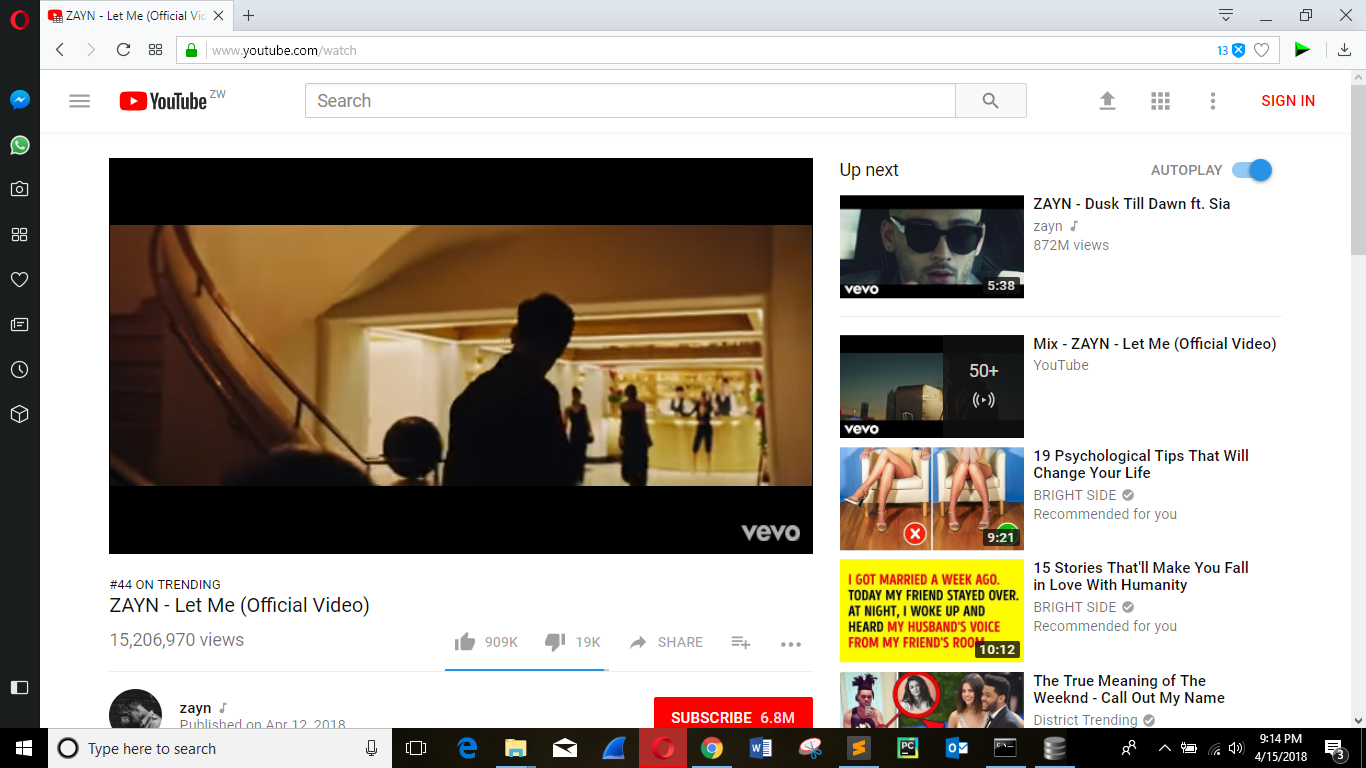 ZAYN - Let Me (Official Vic
www.youtube.com/watch
13
YouTube ZW
Search
SIGN IN
vevo
#44 ON TRENDING
ZAYN - Let Me (Official Video)
15,206,970 views
909K
19K
SHARE
zayn
Published on Apr 12, 2018
SUBSCRIBE 6.8M
Up next
AUTOPLAY
vevo
5:38
ZAYN - Dusk Till Dawn ft. Sia
zayn
872M views
50+
vevo
Mix - ZAYN - Let Me (Official Video)
YouTube
9:21
19 Psychological Tips That Will
Change Your Life
BRIGHT SIDE
Recommended for you
I GOT MARRIED A WEEK AGO.
TODAY MY FRIEND STAYED OVER.
AT NIGHT, I WOKE UP AND
HEARD MY HUSBAND'S VOICE
FROM MY FRIEND'S ROOM
10:12
15 Stories That'll Make You Fall
in Love With Humanity
BRIGHT SIDE
Recommended for you
The True Meaning of The
Weeknd - Call Out My Name
District Trending
Type here to search
9:14 PM
4/15/2018
3